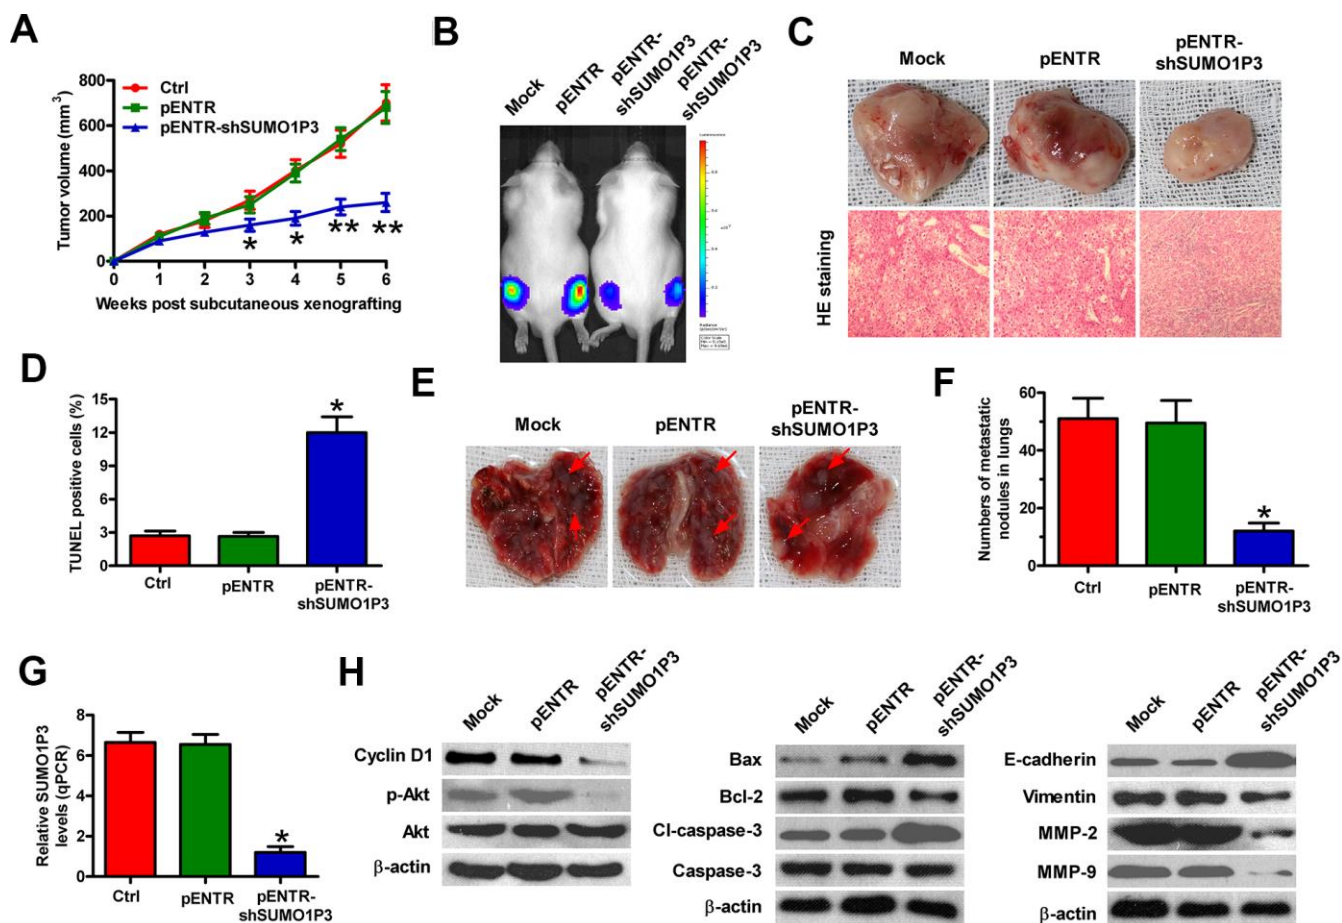 A
Tumor volume (mm³)
800
600
400
200
0
Ctrl
pENTR
pENTR-shSUMO1P3
*
*
**
**
0 1 2 3 4 5 6
Weeks post subcutaneous xenografting
B
Mock
pENTR
pENTR-
shSUMO1P3
pENTR-
shSUMO1P3
C
Mock
pENTR
pENTR-
shSUMO1P3
HE staining
D
TUNEL positive cells (%)
15
12
9
6
3
0
*
Ctrl
pENTR
pENTR-
shSUMO1P3
E
Mock
pENTR
pENTR-
shSUMO1P3
F
Numbers of metastatic
nodules in lungs
60
40
20
0
*
Ctrl
pENTR
pENTR-
shSUMO1P3
G
Relative SUMO1P3
levels (qPCR)
8
6
4
2
0
*
Ctrl
pENTR
pENTR-
shSUMO1P3
H
Mock
pENTR
pENTR-
shSUMO1P3
Cyclin D1
p-Akt
Akt
β-actin
Mock
pENTR
pENTR-
shSUMO1P3
Bax
Bcl-2
Cl-caspase-3
Caspase-3
β-actin
Mock
pENTR
pENTR-
shSUMO1P3
E-cadherin
Vimentin
MMP-2
MMP-9
β-actin